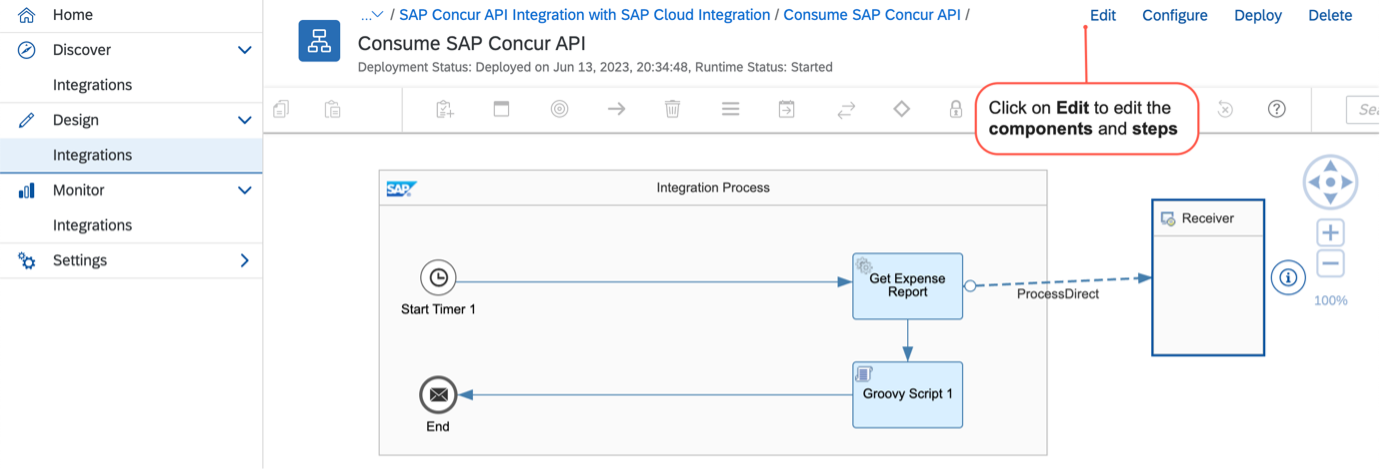 Home
Discover
Integrations
Design
Integrations
Monitor
Integrations
Settings
... / SAP Concur API Integration with SAP Cloud Integration / Consume SAP Concur API /
Edit Configure Deploy Delete
Consume SAP Concur API
Deployment Status: Deployed on Jun 13, 2023, 20:34:48, Runtime Status: Started
Click on Edit to edit the
components and steps
SAP
Integration Process
Start Timer 1
Get Expense
Report
ProcessDirect
Receiver
Groovy Script 1
End
100%